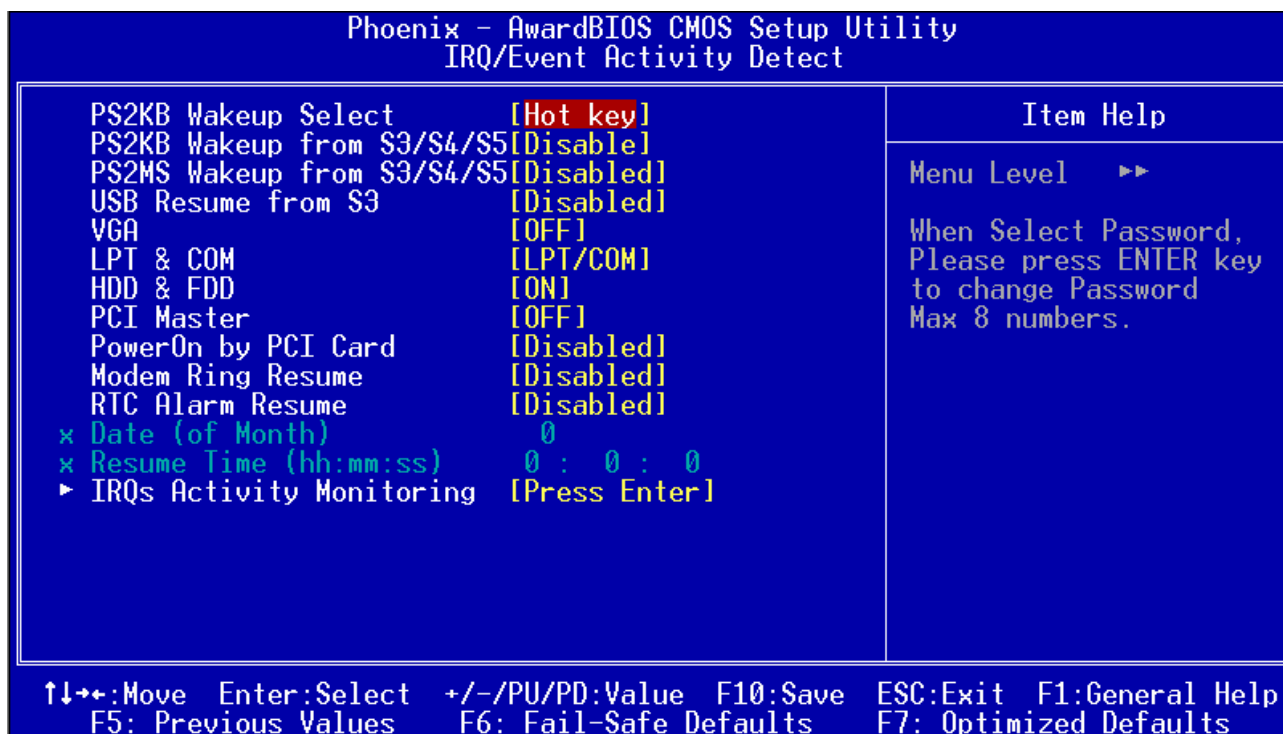 Phoenix - AwardBIOS CMOS Setup Utility
IRQ/Event Activity Detect
PS2KB Wakeup Select [Hot key]
PS2KB Wakeup from S3/S4/S5[Disable]
PS2MS Wakeup from S3/S4/S5[Disabled]
USB Resume from S3 [Disabled]
VGA [OFF]
LPT & COM [LPT/COM]
HDD & FDD [ON]
PCI Master [OFF]
PowerOn by PCI Card [Disabled]
Modem Ring Resume [Disabled]
RTC Alarm Resume [Disabled]
x Date (of Month) 0
x Resume Time (hh:mm:ss) 0 : 0 : 0
► IRQs Activity Monitoring [Press Enter]
Item Help
Menu Level ►►
When Select Password,
Please press ENTER key
to change Password
Max 8 numbers.
↑↓→←:Move Enter:Select +/-/PU/PD:Value F10:Save ESC:Exit F1:General Help
F5: Previous Values F6: Fail-Safe Defaults F7: Optimized Defaults